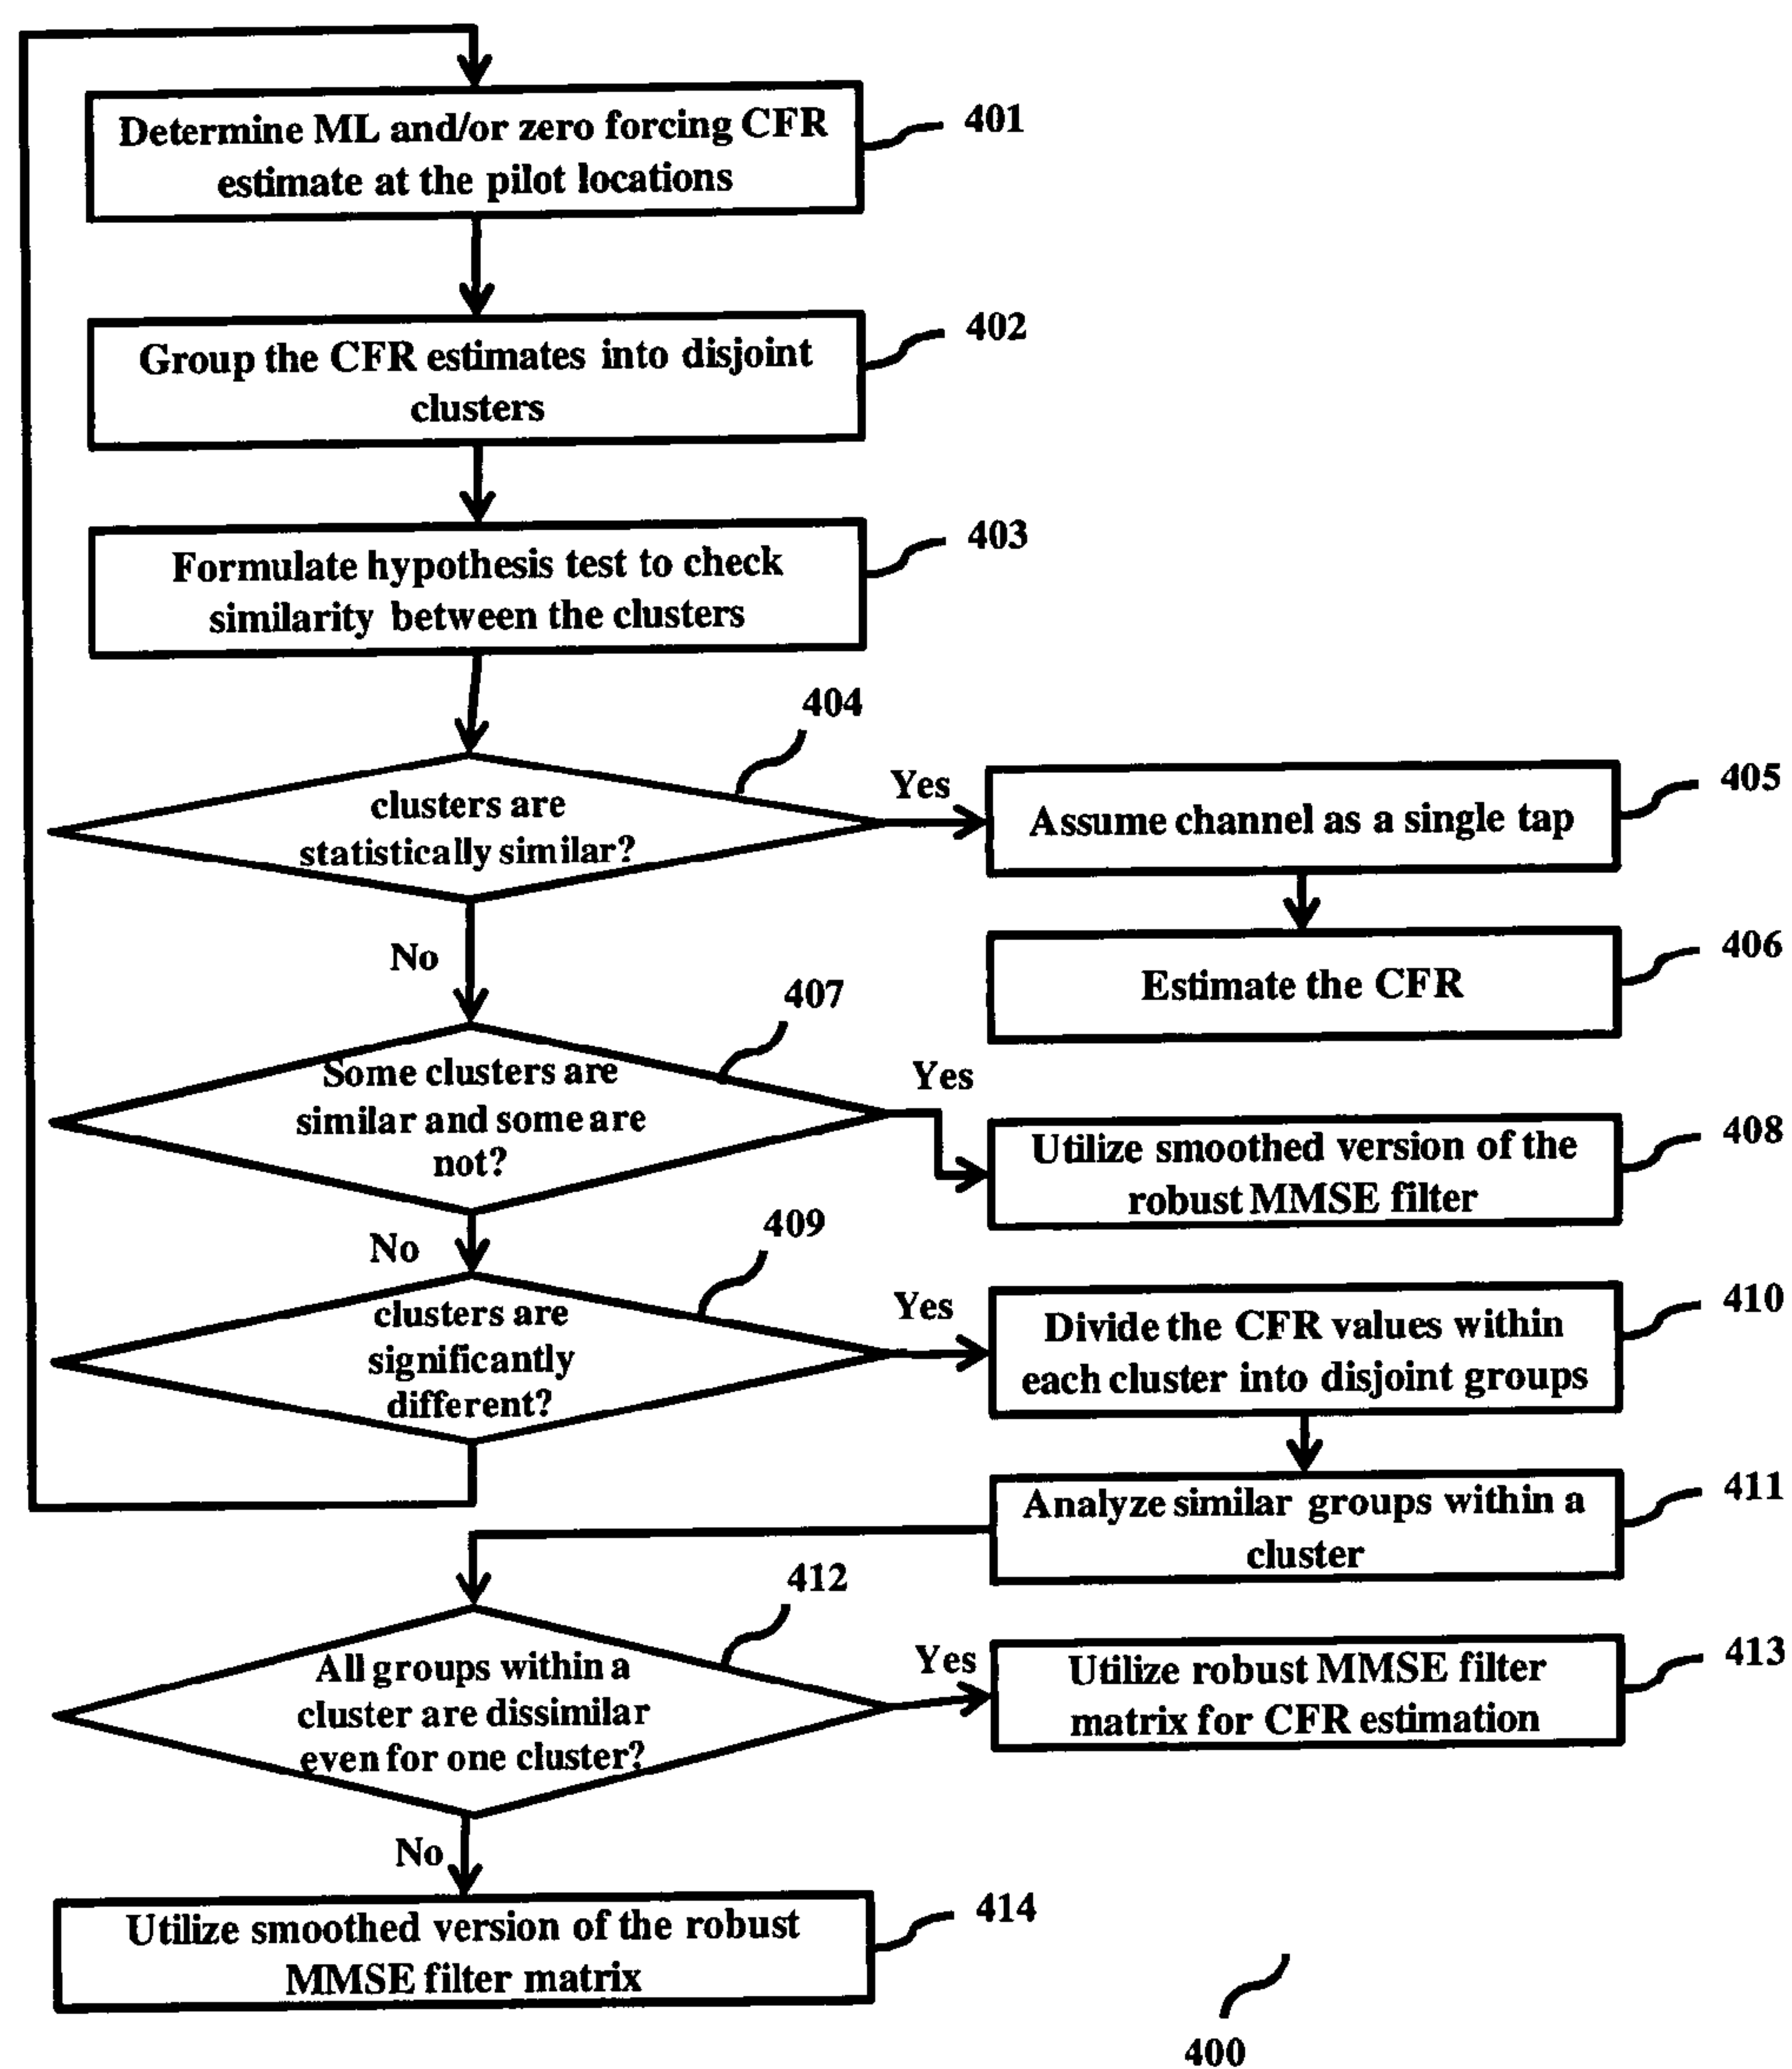 Determine ML and/or zero forcing CFR
estimate at the pilot locations
401
Group the CFR estimates into disjoint
clusters
402
Formulate hypothesis test to check
similarity between the clusters
403
404
clusters are
statistically similar?
Yes
Assume channel as a single tap
405
No
Estimate the CFR
406
407
Some clusters are
similar and some are
not?
Yes
Utilize smoothed version of the
robust MMSE filter
408
No
409
clusters are
significantly
different?
Yes
Divide the CFR values within
each cluster into disjoint groups
410
Analyze similar groups within a
cluster
411
412
All groups within a
cluster are dissimilar
even for one cluster?
Yes
Utilize robust MMSE filter
matrix for CFR estimation
413
No
Utilize smoothed version of the robust
MMSE filter matrix
414
400